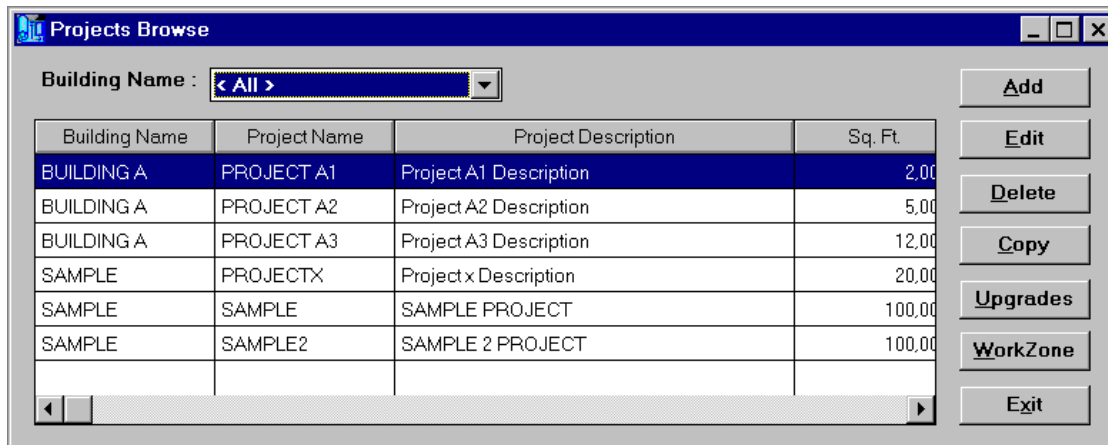 Projects Browse
Building Name : < All >
Add
Building Name Project Name Project Description Sq. Ft.
Edit
BUILDING A PROJECT A1 Project A1 Description 2,00
Delete
BUILDING A PROJECT A2 Project A2 Description 5,00
BUILDING A PROJECT A3 Project A3 Description 12,00
Copy
SAMPLE PROJECTX Project x Description 20,00
Upgrades
SAMPLE SAMPLE SAMPLE PROJECT 100,00
SAMPLE SAMPLE2 SAMPLE 2 PROJECT 100,00
WorkZone
Exit